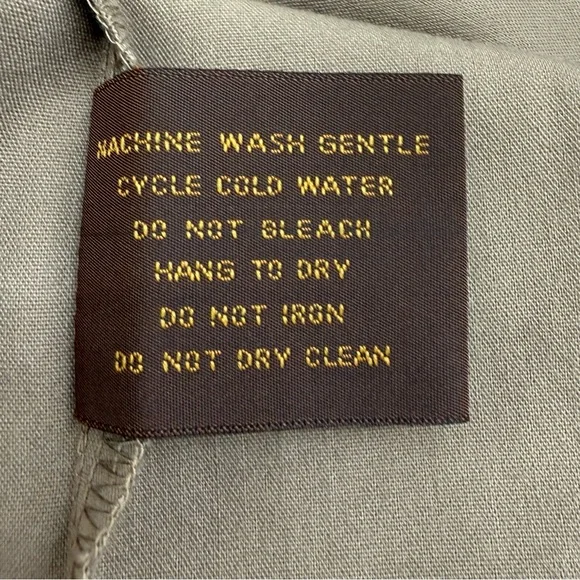 MACHINE WASH GENTLE
CYCLE COLD WATER
DO NOT BLEACH
HANG TO DRY
DO NOT IRON
DO NOT DRY CLEAN